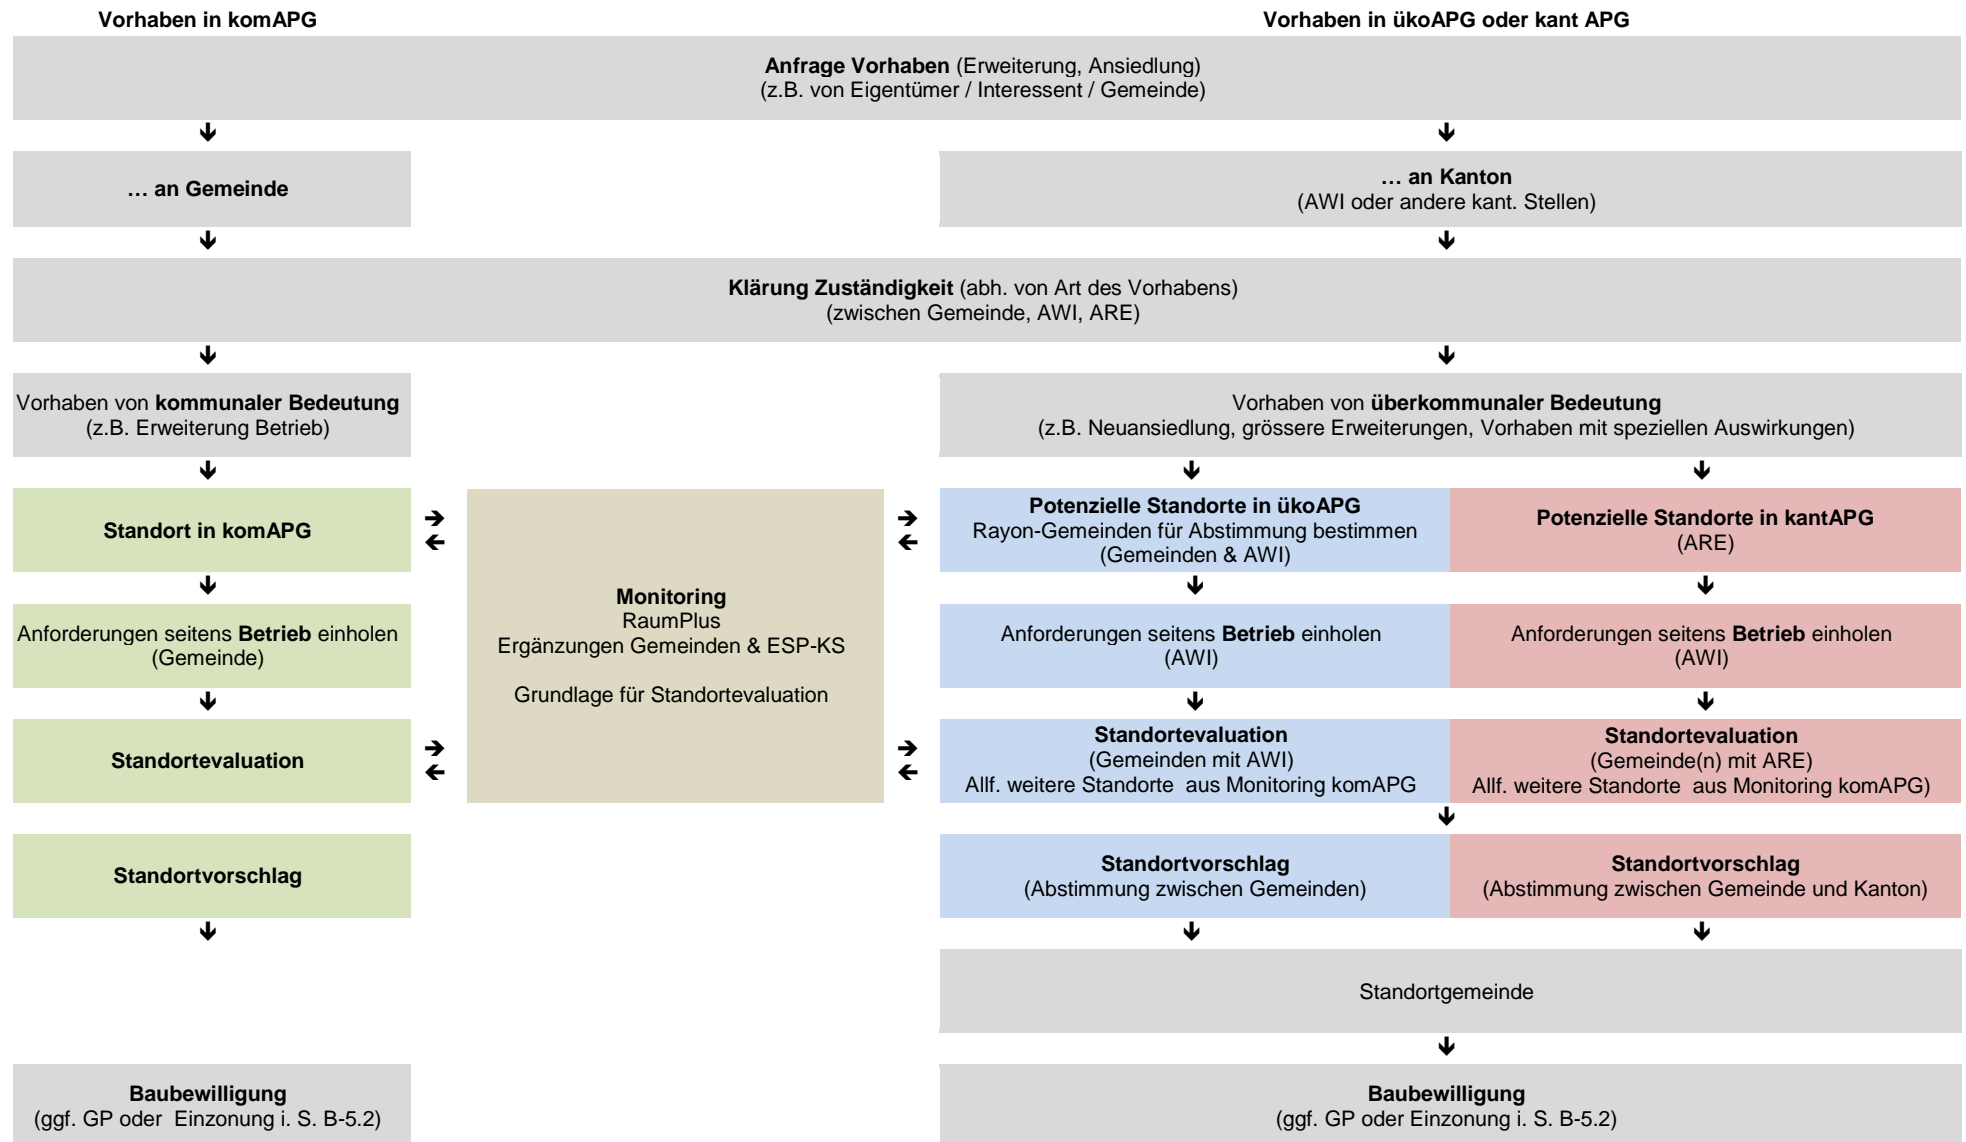 Vorhaben in komAPG
Vorhaben in ükoAPG oder kant APG
Anfrage Vorhaben (Erweiterung, Ansiedlung)
(z.B. von Eigentümer / Interessent / Gemeinde)
… an Gemeinde
… an Kanton
(AWI oder andere kant. Stellen)
Klärung Zuständigkeit (abh. von Art des Vorhabens)
(zwischen Gemeinde, AWI, ARE)
Vorhaben von kommunaler Bedeutung
(z.B. Erweiterung Betrieb)
Vorhaben von überkommunaler Bedeutung
(z.B. Neuansiedlung, grössere Erweiterungen, Vorhaben mit speziellen Auswirkungen)
Standort in komAPG
Potenzielle Standorte in ükoAPG
Rayon-Gemeinden für Abstimmung bestimmen
(Gemeinden & AWI)
Potenzielle Standorte in kantAPG
(ARE)
Monitoring
RaumPlus
Ergänzungen Gemeinden & ESP-KS
Grundlage für Standortevaluation
Anforderungen seitens Betrieb einholen
(Gemeinde)
Anforderungen seitens Betrieb einholen
(AWI)
Anforderungen seitens Betrieb einholen
(AWI)
Standortevaluation
Standortevaluation
(Gemeinden mit AWI)
Allf. weitere Standorte  aus Monitoring komAPG
Standortevaluation
(Gemeinde(n) mit ARE)
Allf. weitere Standorte  aus Monitoring komAPG)
Standortvorschlag
Standortvorschlag
(Abstimmung zwischen Gemeinden)
Standortvorschlag
(Abstimmung zwischen Gemeinde und Kanton)
Standortgemeinde
Baubewilligung
(ggf. GP oder  Einzonung i. S. B-5.2)
Baubewilligung
(ggf. GP oder Einzonung i. S. B-5.2)